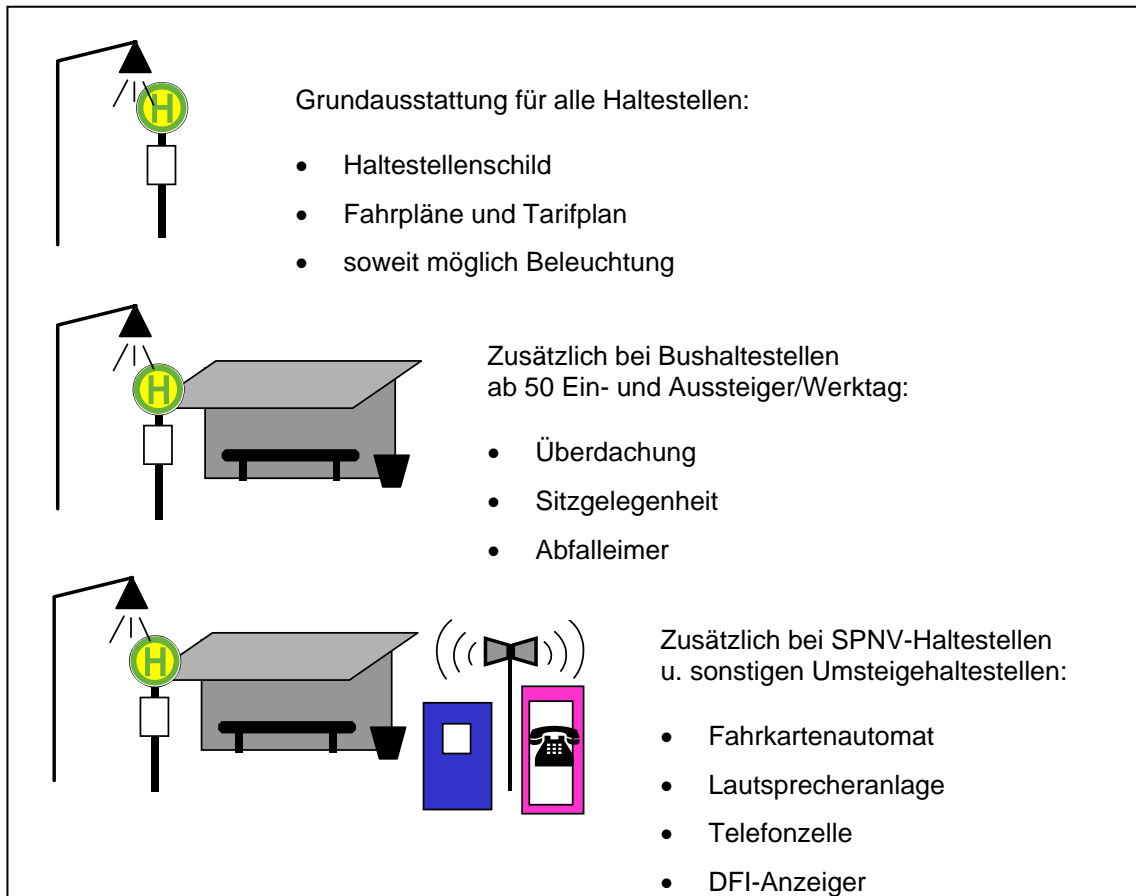 H
Grundausstattung für alle Haltestellen:
• Haltestellenschild
• Fahrpläne und Tarifplan
• soweit möglich Beleuchtung
H
Zusätzlich bei Bushaltestellen
ab 50 Ein- und Aussteiger/Werktag:
• Überdachung
• Sitzgelegenheit
• Abfalleimer
H
Zusätzlich bei SPNV-Haltestellen
u. sonstigen Umsteigehaltestellen:
• Fahrkartenautomat
• Lautsprecheranlage
• Telefonzelle
• DFI-Anzeiger